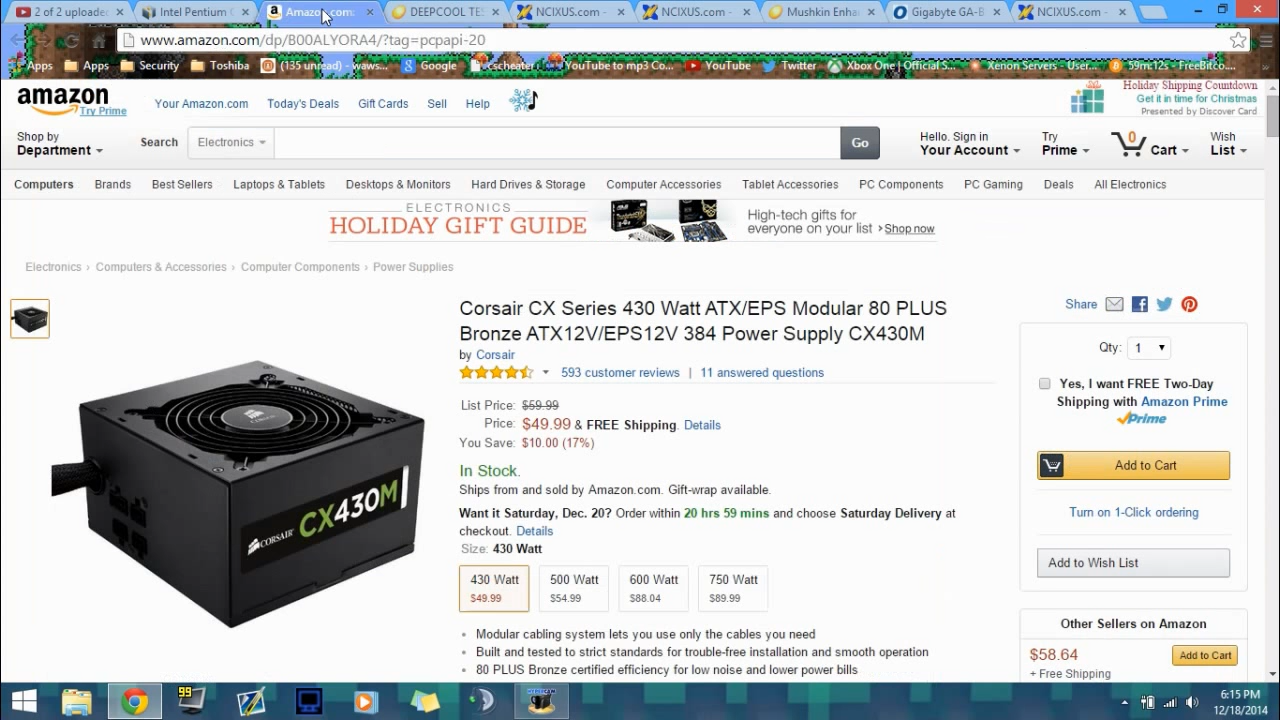 2 of 2 uploade
Intel Pentium
Amazon.com:
DEEPCOOL TES
NCIXUS.com -
NCIXUS.com -
Mushkin Enha
Gigabyte GA-B
NCIXUS.com -
www.amazon.com/dp/B00ALYORA4/?tag=pcpapi-20
Apps Apps Security Toshiba (135 unread) - waws... Google cscheater YouTube to mp3 Co... YouTube Twitter Xbox One | Official S... Xenon Servers - User... 59m:12s - FreeBitco...
amazon
Try Prime
Your Amazon.com Today's Deals Gift Cards Sell Help
Holiday Shipping Countdown
Get it in time for Christmas
Presented by Discover Card
Shop by
Department
Search Electronics Go
Hello. Sign in
Your Account
Try
Prime
0
Cart
Wish
List
Computers Brands Best Sellers Laptops & Tablets Desktops & Monitors Hard Drives & Storage Computer Accessories Tablet Accessories PC Components PC Gaming Deals All Electronics
ELECTRONICS
HOLIDAY GIFT GUIDE
High-tech gifts for
everyone on your list › Shop now
Electronics › Computers & Accessories › Computer Components › Power Supplies
Corsair CX Series 430 Watt ATX/EPS Modular 80 PLUS
Bronze ATX12V/EPS12V 384 Power Supply CX430M
by Corsair
593 customer reviews | 11 answered questions
List Price: $59.99
Price: $49.99 & FREE Shipping. Details
You Save: $10.00 (17%)
In Stock.
Ships from and sold by Amazon.com. Gift-wrap available.
Want it Saturday, Dec. 20? Order within 20 hrs 59 mins and choose Saturday Delivery at
checkout. Details
Size: 430 Watt
430 Watt
$49.99
500 Watt
$54.99
600 Watt
$88.04
750 Watt
$89.99
• Modular cabling system lets you use only the cables you need
• Built and tested to strict standards for trouble-free installation and smooth operation
• 80 PLUS Bronze certified efficiency for low noise and lower power bills
CORSAIR CX430M
Share
Qty: 1
Yes, I want FREE Two-Day
Shipping with Amazon Prime
Prime
Add to Cart
Turn on 1-Click ordering
Add to Wish List
Other Sellers on Amazon
$58.64
Add to Cart
+ Free Shipping
99
6:15 PM
12/18/2014